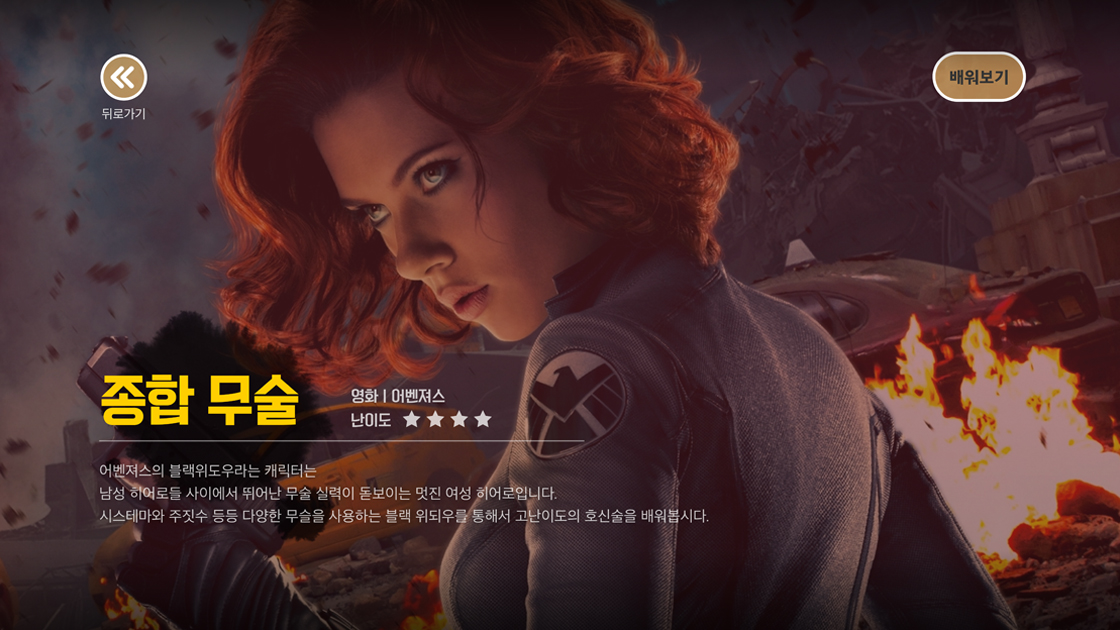 뒤로가기
배워보기
종합 무술
영화 | 어벤져스
난이도 ★ ★ ★ ★
어벤져스의 블랙위도우라는 캐릭터는
남성 히어로들 사이에서 뛰어난 무술 실력이 돋보이는 멋진 여성 히어로입니다.
시스테마와 주짓수 등등 다양한 무슬을 사용하는 블랙 위되우를 통해서 고난이도의 호신술을 배워봅시다.